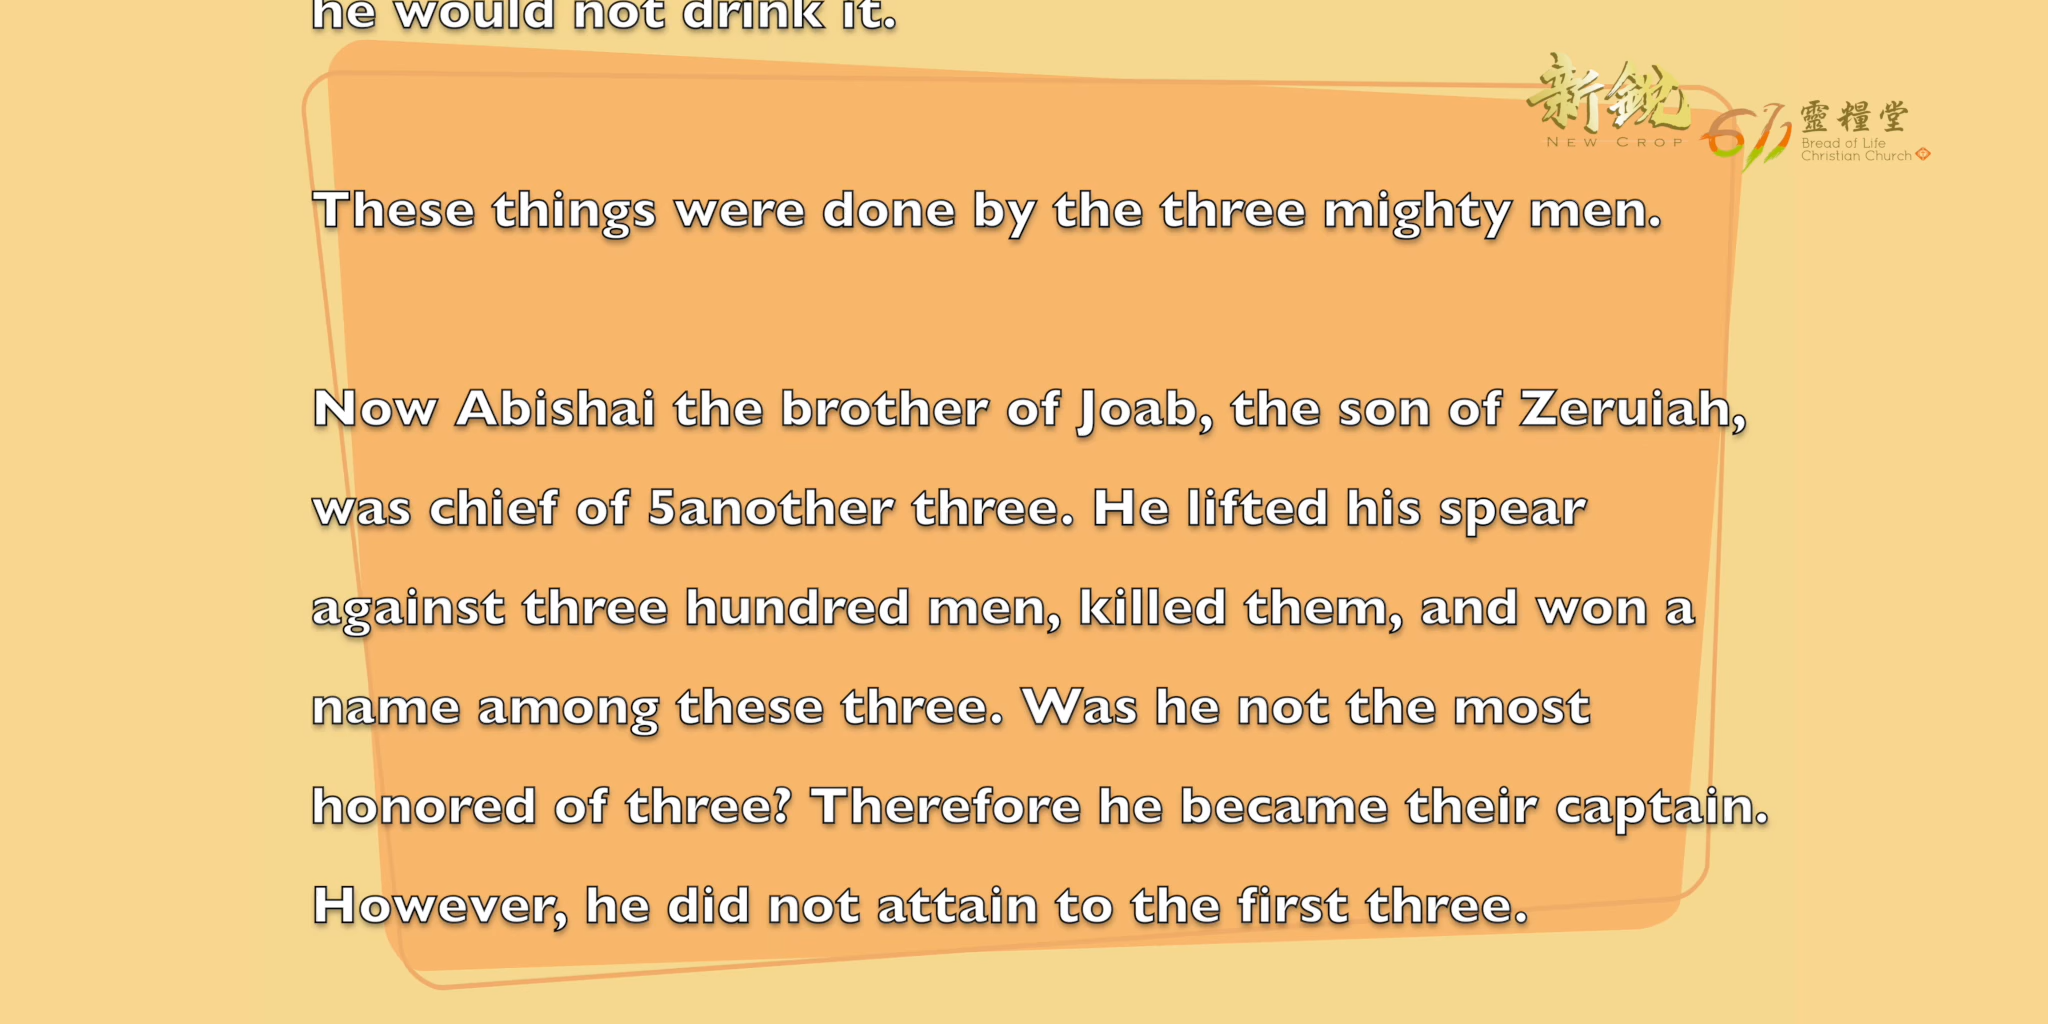 he would not drink it.
新銳
NEW CROP
611
靈糧堂
Bread of Life
Christian Church
These things were done by the three mighty men.
Now Abishai the brother of Joab, the son of Zeruiah,
was chief of 5another three. He lifted his spear
against three hundred men, killed them, and won a
name among these three. Was he not the most
honored of three? Therefore he became their captain.
However, he did not attain to the first three.